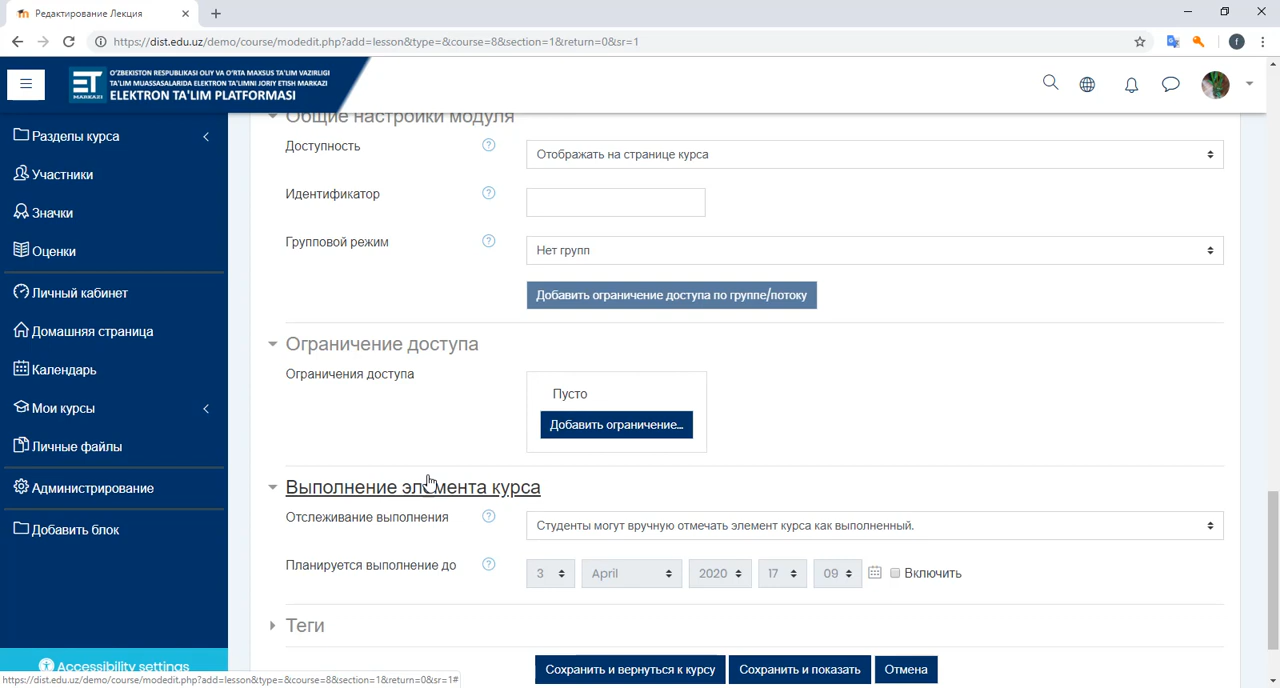 Редактирование Лекция
https://dist.edu.uz/demo/course/modedit.php?add=lesson&type=&course=8&section=1&return=0&sr=1
f
ET
MARKAZI
O'ZBEKISTON RESPUBLIKASI OLIY VA O'RTA MAXSUS TA'LIM VAZIRLIGI
TA'LIM MUASSASALARIDA ELEKTRON TA'LIMNI JORIY ETISH MARKAZI
ELEKTRON TA'LIM PLATFORMASI
Разделы курса
Участники
Значки
Оценки
Личный кабинет
Домашняя страница
Календарь
Мои курсы
Личные файлы
Администрирование
Добавить блок
Accessibility settings
Общие настройки модуля
Доступность ? Отображать на странице курса
Идентификатор ?
Групповой режим ? Нет групп
Добавить ограничение доступа по группе/потоку
Ограничение доступа
Ограничения доступа
Пусто
Добавить ограничение...
Выполнение элемента курса
Отслеживание выполнения ? Студенты могут вручную отмечать элемент курса как выполненный.
Планируется выполнение до ? 3 April 2020 17 09 Включить
Теги
Сохранить и вернуться к курсу Сохранить и показать Отмена
https://dist.edu.uz/demo/course/modedit.php?add=lesson&type=&course=8&section=1&return=0&sr=1#